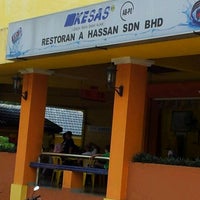 KESAS
RESTORAN A HASSAN SDN BHD